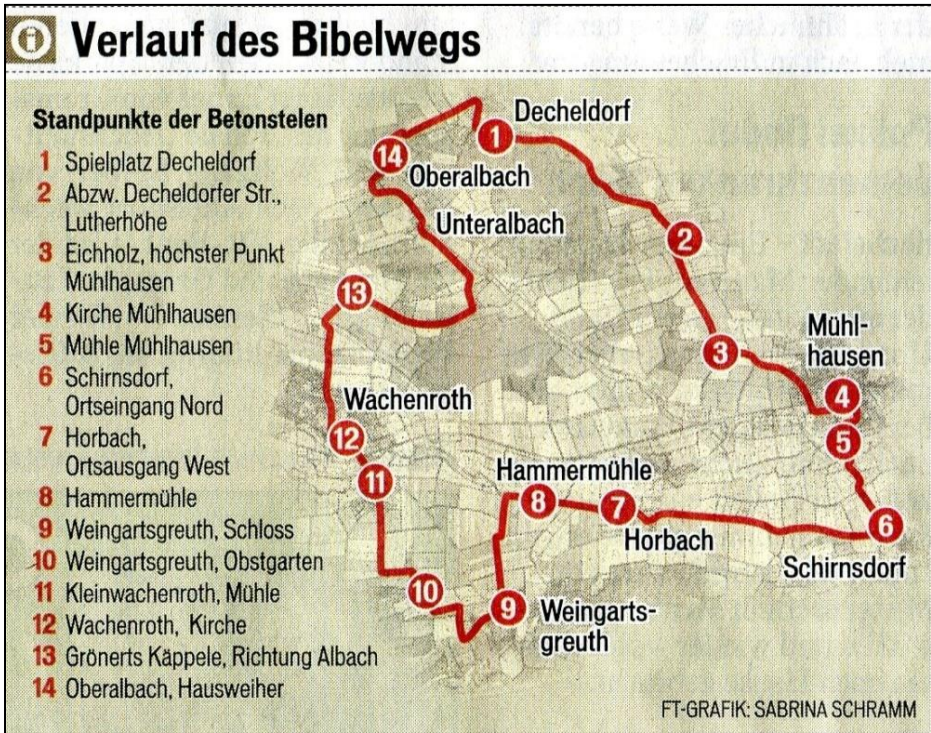 Verlauf des Bibelwegs
Standpunkte der Betonstelen
1 Spielplatz Decheldorf
2 Abzw. Decheldorfer Str.,
Lutherhöhe
3 Eichholz, höchster Punkt
Mühlhausen
4 Kirche Mühlhausen
5 Mühle Mühlhausen
6 Schirnsdorf,
Ortseingang Nord
7 Horbach,
Ortsausgang West
8 Hammermühle
9 Weingartsgreuth, Schloss
10 Weingartsgreuth, Obstgarten
11 Kleinwachenroth, Mühle
12 Wachenroth, Kirche
13 Grönerts Käppele, Richtung Albach
14 Oberalbach, Hausweiher
Decheldorf
1
14
Oberalbach
Unteralbach
2
13
3
Mühl-
hausen
4
Wachenroth
12
5
11
Hammermühle
8
7
6
Horbach
Schirnsdorf
10
9
Weingarts-
greuth
FT-GRAFIK: SABRINA SCHRAMM